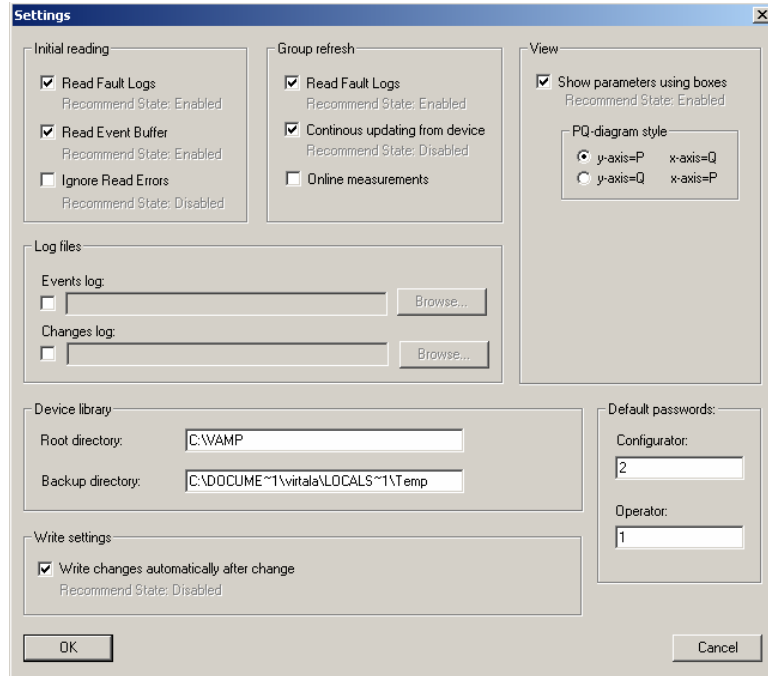 Settings
Initial reading
Read Fault Logs
Recommend State: Enabled
Read Event Buffer
Recommend State: Enabled
Ignore Read Errors
Recommend State: Disabled
Group refresh
Read Fault Logs
Recommend State: Enabled
Continous updating from device
Recommend State: Disabled
Online measurements
View
Show parameters using boxes
Recommend State: Enabled
PQ-diagram style
y-axis=P x-axis=Q
y-axis=Q x-axis=P
Log files
Events log:
Browse...
Changes log:
Browse...
Device library
Root directory: C:\VAMP
Backup directory: C:\DOCUME~1\virtala\LOCALS~1\Temp
Default passwords:
Configurator:
2
Operator:
1
Write settings
Write changes automatically after change
Recommend State: Disabled
OK Cancel